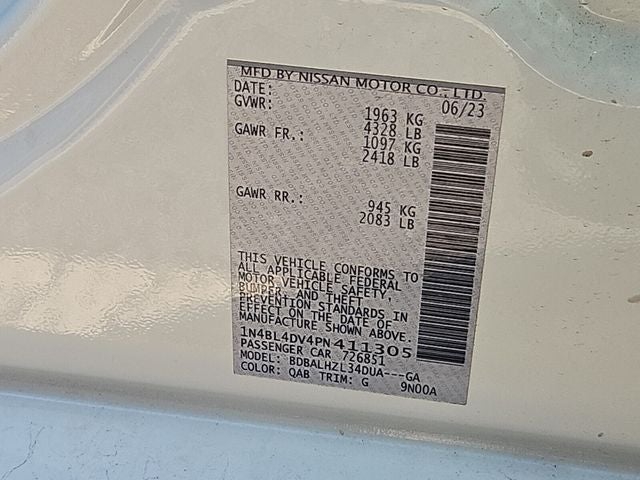 MFD BY NISSAN MOTOR CO., LTD.
DATE: 06/23
GVWR: 1963 KG
4328 LB
GAWR FR.: 1097 KG
2418 LB
GAWR RR.: 945 KG
2083 LB
THIS VEHICLE CONFORMS TO
ALL APPLICABLE FEDERAL
MOTOR VEHICLE SAFETY,
BUMPER, AND THEFT
PREVENTION STANDARDS IN
EFFECT ON THE DATE OF
MANUFACTURE SHOWN ABOVE.
1N4BL4DV4PN411305
PASSENGER CAR 726851
MODEL: BDBALHZL34DUA---GA
COLOR: QAB TRIM: G 9N00A